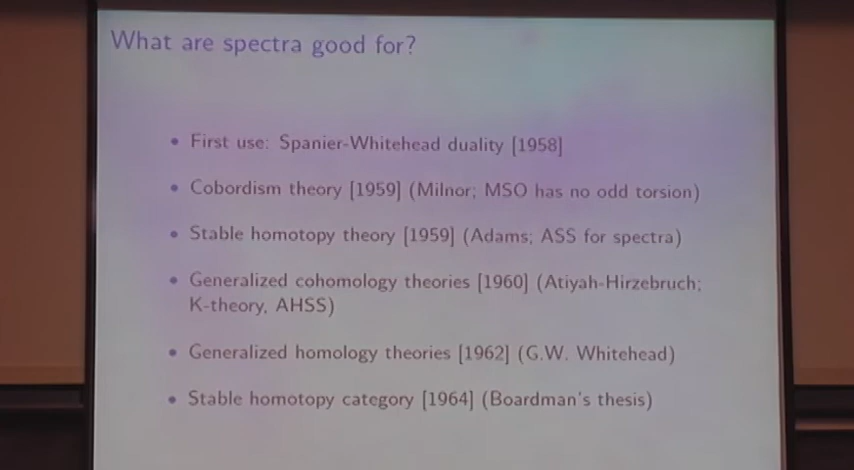 What are spectra good for?
• First use: Spanier-Whitehead duality [1958]
• Cobordism theory [1959] (Milnor; MSO has no odd torsion)
• Stable homotopy theory [1959] (Adams; ASS for spectra)
• Generalized cohomology theories [1960] (Atiyah-Hirzebruch;
K-theory, AHSS)
• Generalized homology theories [1962] (G.W. Whitehead)
• Stable homotopy category [1964] (Boardman's thesis)